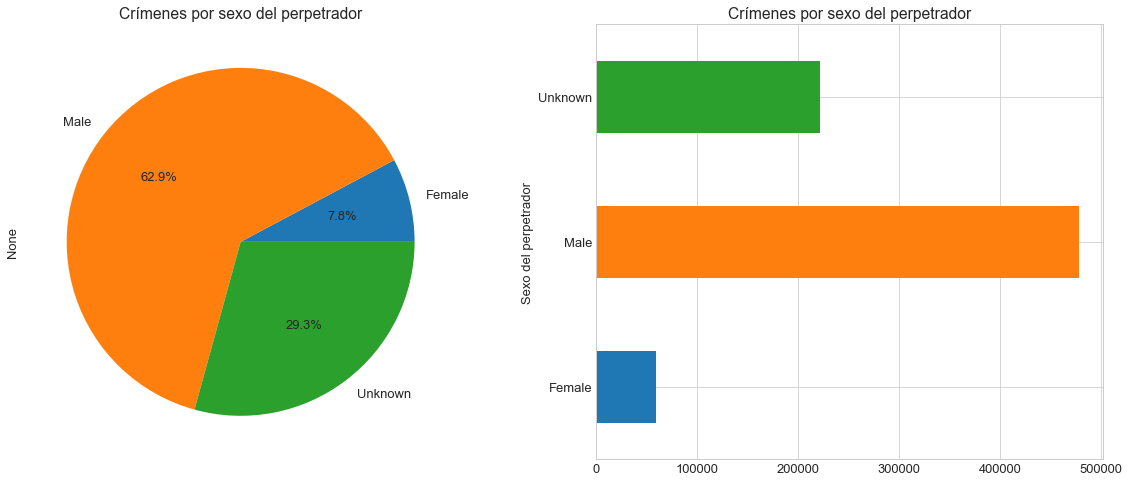 Crímenes por sexo del perpetrador
Male
62.9%
Female
7.8%
None
29.3%
Unknown
Crímenes por sexo del perpetrador
Unknown
Sexo del perpetrador
Male
Female
0 100000 200000 300000 400000 500000